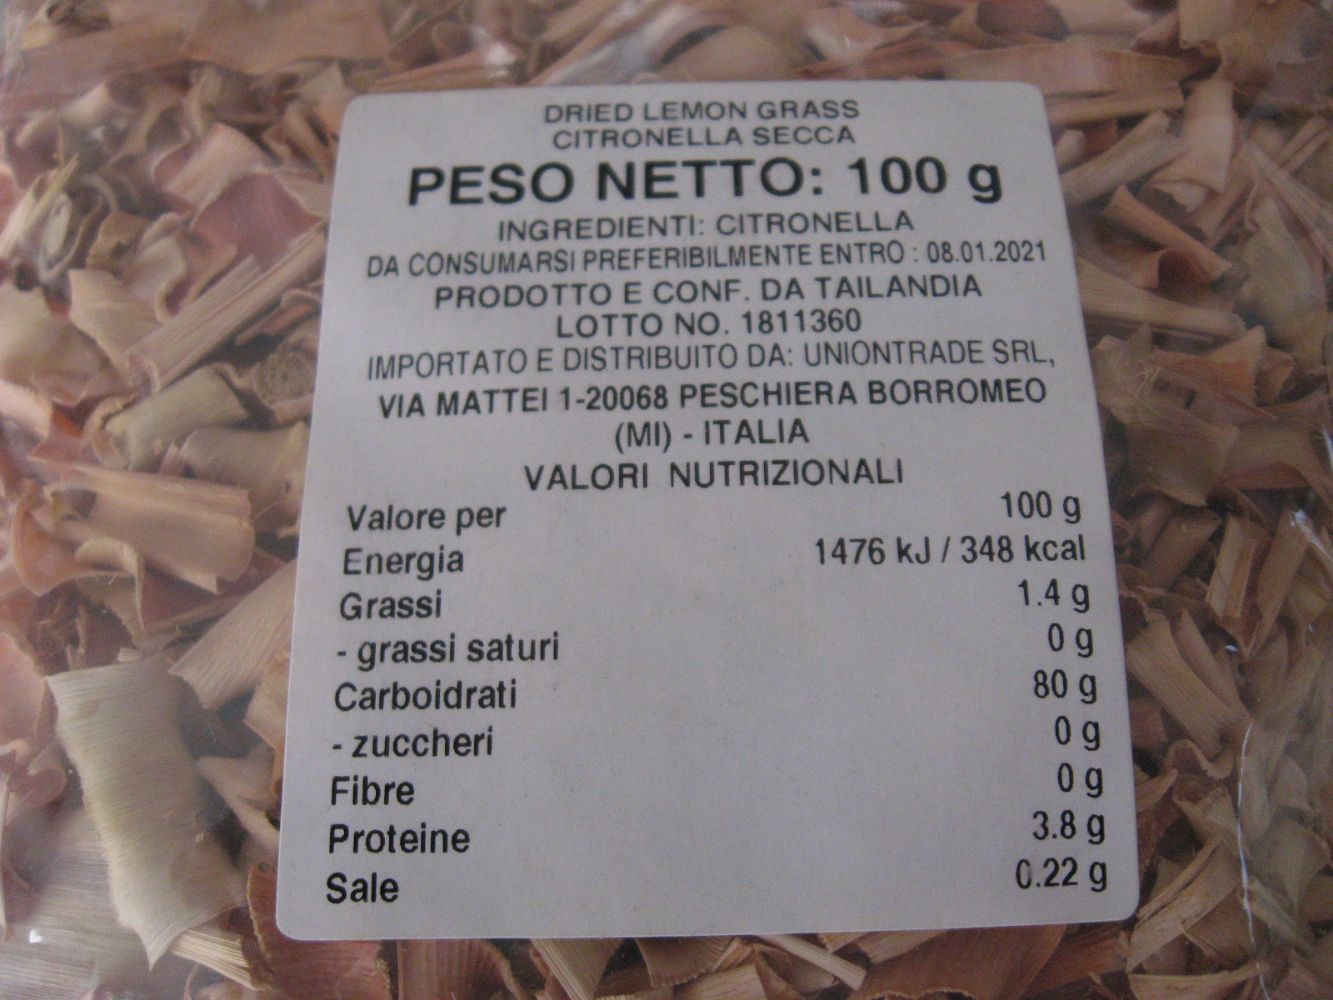 DRIED LEMON GRASS
CITRONELLA SECCA
PESO NETTO: 100 g
INGREDIENTI: CITRONELLA
DA CONSUMARSI PREFERIBILMENTE ENTRO : 08.01.2021
PRODOTTO E CONF. DA TAILANDIA
LOTTO NO. 1811360
IMPORTATO E DISTRIBUITO DA: UNIONTRADE SRL,
VIA MATTEI 1-20068 PESCHIERA BORROMEO
(MI) - ITALIA
VALORI NUTRIZIONALI
Valore per 100 g
Energia 1476 kJ / 348 kcal
Grassi 1.4 g
- grassi saturi 0 g
Carboidrati 80 g
- zuccheri 0 g
Fibre 0 g
Proteine 3.8 g
Sale 0.22 g